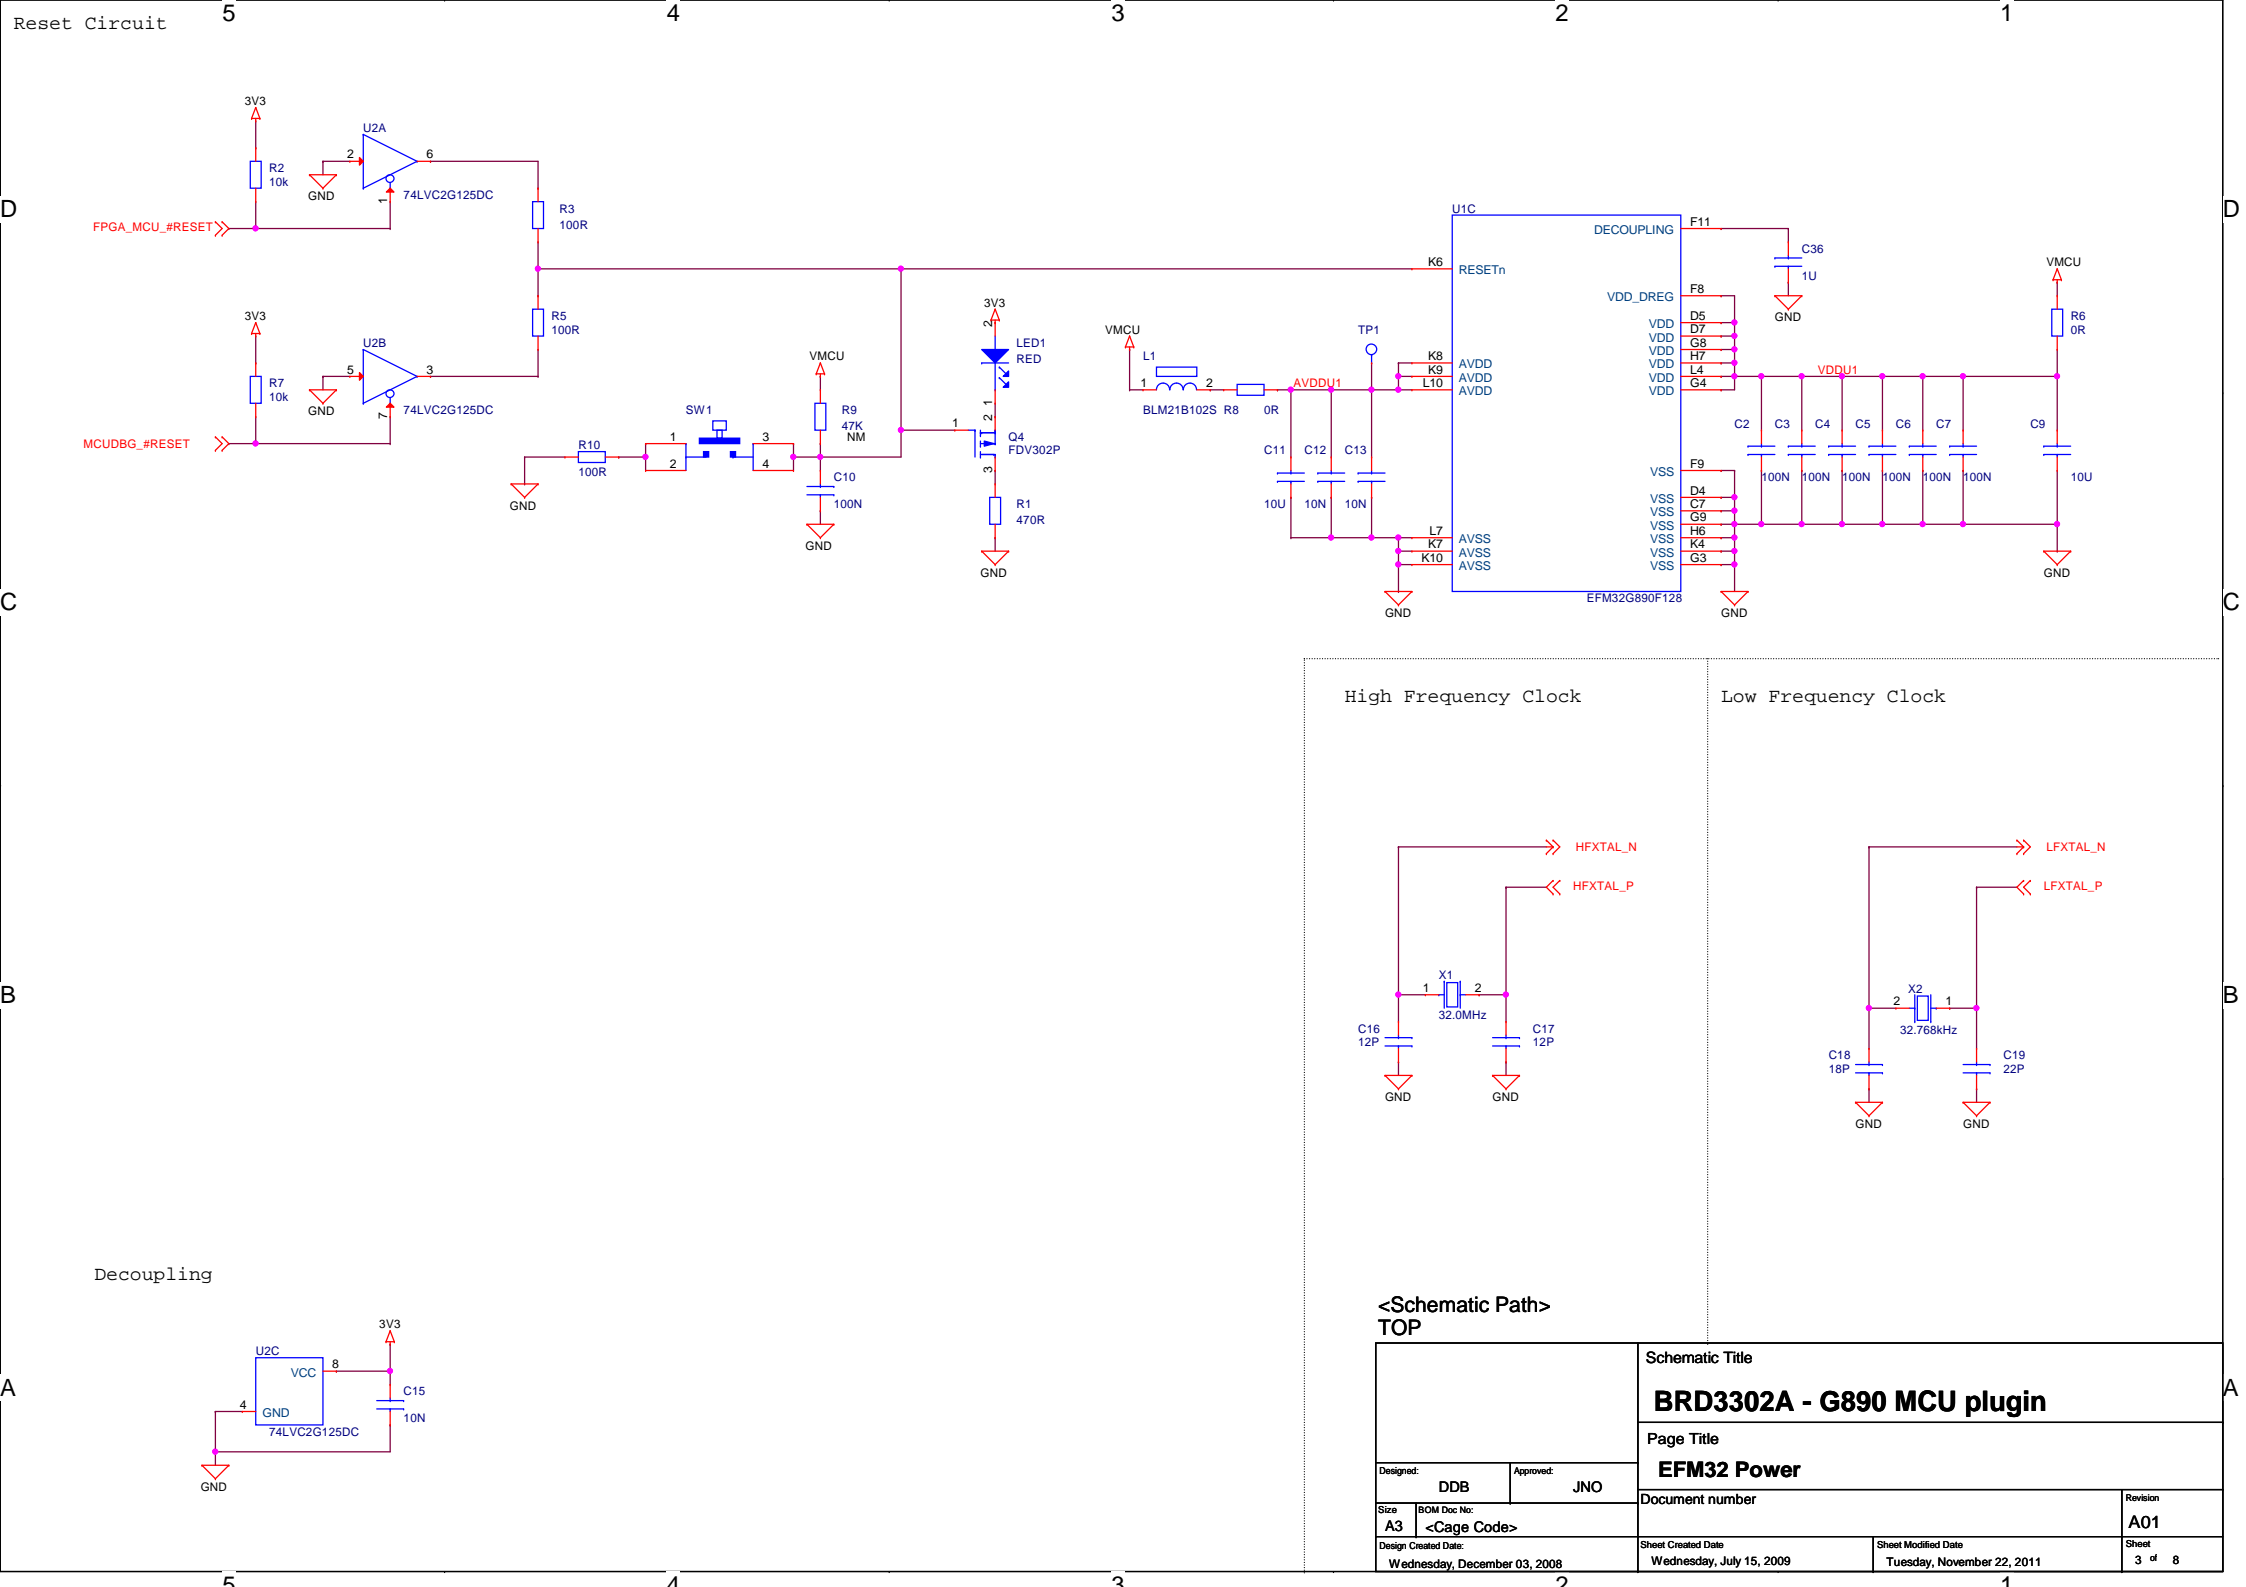 5 4 3 2 1
Reset Circuit
3V3
U2A
2 6
R2
10k
GND
1
74LVC2G125DC
D D
FPGA_MCU_#RESET
R3
100R
U1C
F11
DECOUPLING
C36
1U
GND
K6
RESETn
VMCU
R6
0R
F8
VDD_DREG
3V3
R5
100R
U2B
5 3
R7
10k
GND
7
74LVC2G125DC
MCUDBG_#RESET
3V3
2
LED1
RED
1
2
1
Q4
FDV302P
3
R1
470R
GND
VMCU
R9
47K
NM
SW1
1 3
2 4
R10
100R
GND
C10
100N
GND
VMCU
L1
1 2
BLM21B102S
R8 0R
AVDDU1
TP1
K8 AVDD
K9 AVDD
L10 AVDD
C11 C12 C13
10U 10N 10N
L7 AVSS
K7 AVSS
K10 AVSS
GND
VDD D5
VDD D7
VDD G8
VDD H7
VDD L4
VDD G4
VDDU1
C2 C3 C4 C5 C6 C7 C9
100N 100N 100N 100N 100N 100N 10U
VSS F9
VSS D4
VSS C7
VSS G9
VSS H6
VSS K4
VSS G3
GND
GND
EFM32G890F128
C C
High Frequency Clock
Low Frequency Clock
HFXTAL_N
HFXTAL_P
X1
1 2
32.0MHz
C16
12P
C17
12P
GND GND
LFXTAL_N
LFXTAL_P
X2
2 1
32.768kHz
C18
18P
C19
22P
GND GND
B B
Decoupling
3V3
U2C
8
VCC
4
GND
74LVC2G125DC
C15
10N
GND
A A
<Schematic Path>
TOP
Schematic Title
BRD3302A - G890 MCU plugin
Page Title
EFM32 Power
Designed:
DDB
Approved:
JNO
Size
A3
BOM Doc No:
<Cage Code>
Document number
Revision
A01
Design Created Date:
Wednesday, December 03, 2008
Sheet Created Date
Wednesday, July 15, 2009
Sheet Modified Date
Tuesday, November 22, 2011
Sheet
3 of 8
5 4 3 2 1